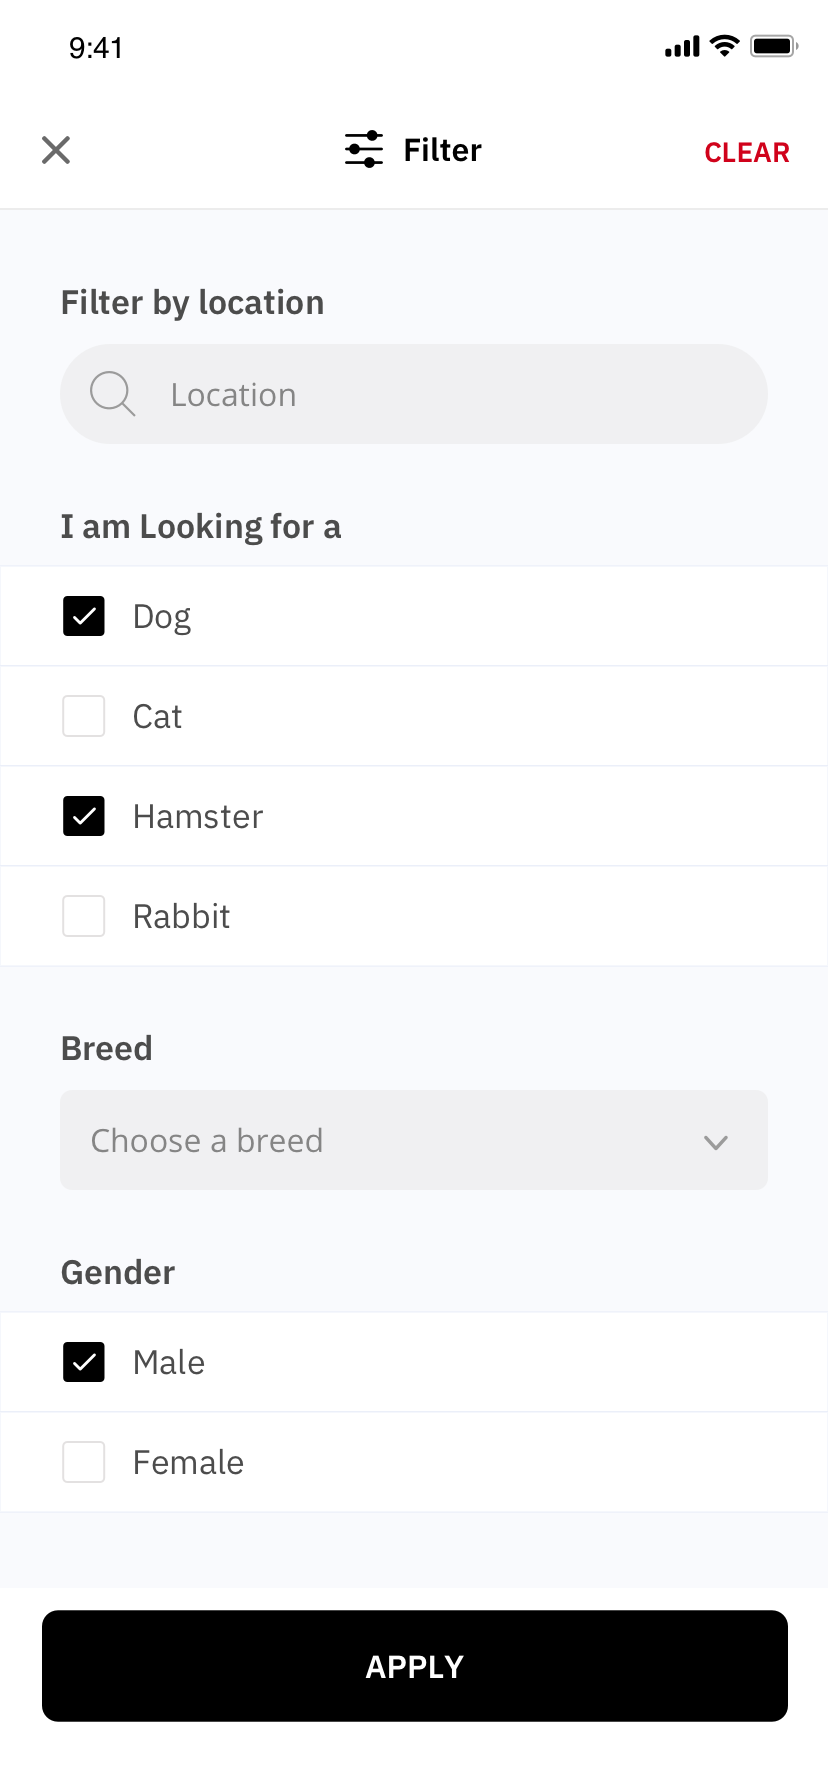 9:41
Filter
CLEAR
Filter by location
Location
I am Looking for a
Dog
Cat
Hamster
Rabbit
Breed
Choose a breed
Gender
Male
Female
APPLY